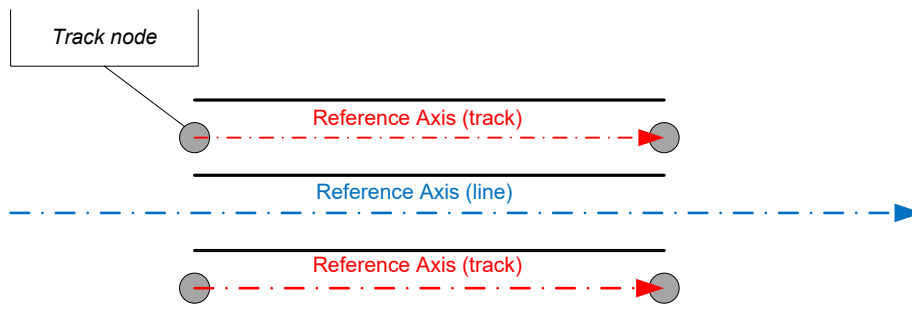 Track node
Reference Axis (track)
Reference Axis (line)
Reference Axis (track)